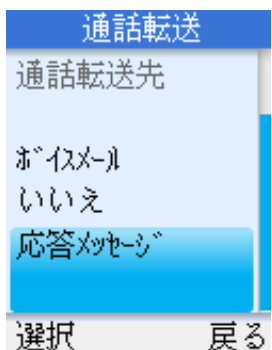 通話転送
通話転送先
ﾎﾞｲｽﾒｰﾙ
いいえ
応答ﾒｯｾｰｼﾞ
選択 戻る